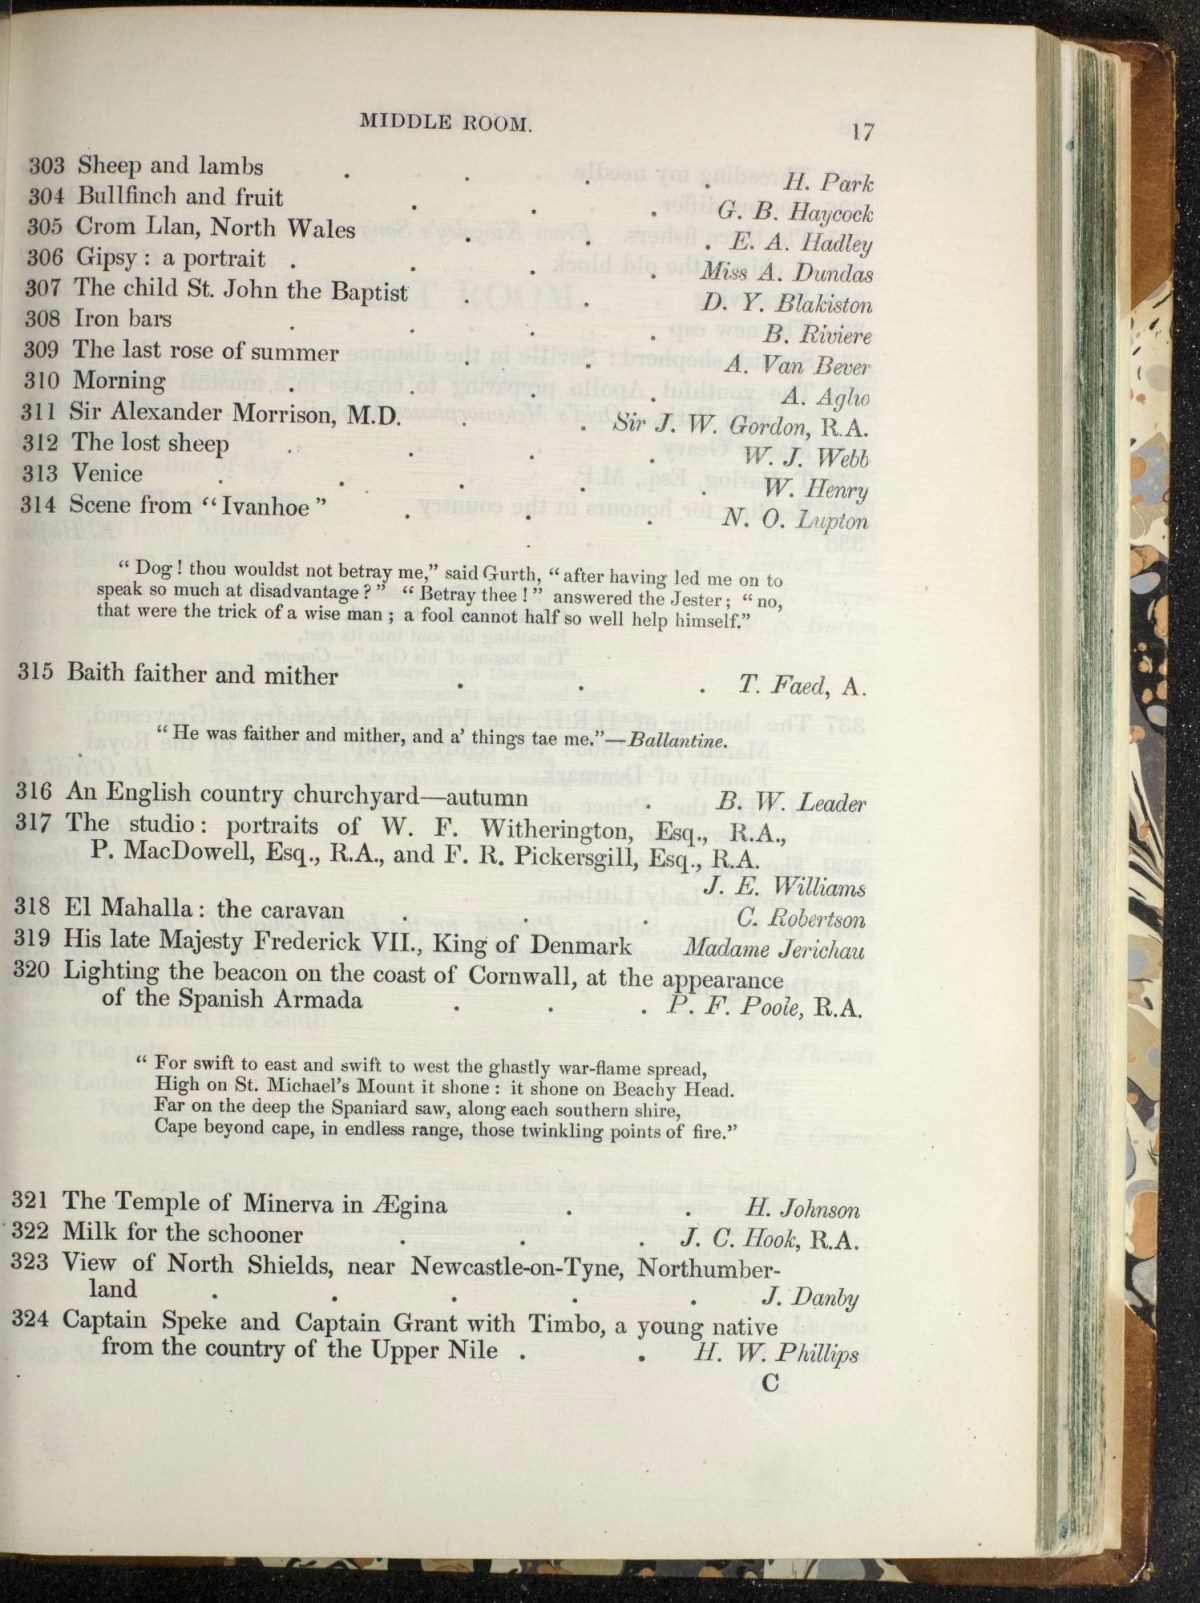 MIDDLE ROOM. 17
303 Sheep and lambs . . . . H. Park
304 Bullfinch and fruit . . . G. B. Haycock
305 Crom Llan, North Wales . . . E. A. Hadley
306 Gipsy : a portrait . . . . Miss A. Dundas
307 The child St. John the Baptist . . D. Y. Blakiston
308 Iron bars . . . . B. Riviere
309 The last rose of summer . . A. Van Bever
310 Morning . . . . A. Aglio
311 Sir Alexander Morrison, M.D. . . Sir J. W. Gordon, R.A.
312 The lost sheep . . . . W. J. Webb
313 Venice . . . . . W. Henry
314 Scene from “Ivanhoe” . . . N. O. Lupton
“ Dog ! thou wouldst not betray me,” said Gurth, “ after having led me on to
speak so much at disadvantage ? ” “ Betray thee ! ” answered the Jester ; “ no,
that were the trick of a wise man ; a fool cannot half so well help himself.”
315 Baith faither and mither . . . T. Faed, A.
“ He was faither and mither, and a’ things tae me.”—Ballantine.
316 An English country churchyard—autumn . B. W. Leader
317 The studio : portraits of W. F. Witherington, Esq., R.A.,
P. MacDowell, Esq., R.A., and F. R. Pickersgill, Esq., R.A.
J. E. Williams
318 El Mahalla : the caravan . . . C. Robertson
319 His late Majesty Frederick VII., King of Denmark Madame Jerichau
320 Lighting the beacon on the coast of Cornwall, at the appearance
of the Spanish Armada . . . P. F. Poole, R.A.
“ For swift to east and swift to west the ghastly war-flame spread,
High on St. Michael’s Mount it shone : it shone on Beachy Head.
Far on the deep the Spaniard saw, along each southern shire,
Cape beyond cape, in endless range, those twinkling points of fire.”
321 The Temple of Minerva in Ægina . . H. Johnson
322 Milk for the schooner . . . J. C. Hook, R.A.
323 View of North Shields, near Newcastle-on-Tyne, Northumber-
land . . . . . J. Danby
324 Captain Speke and Captain Grant with Timbo, a young native
from the country of the Upper Nile . . H. W. Phillips
C